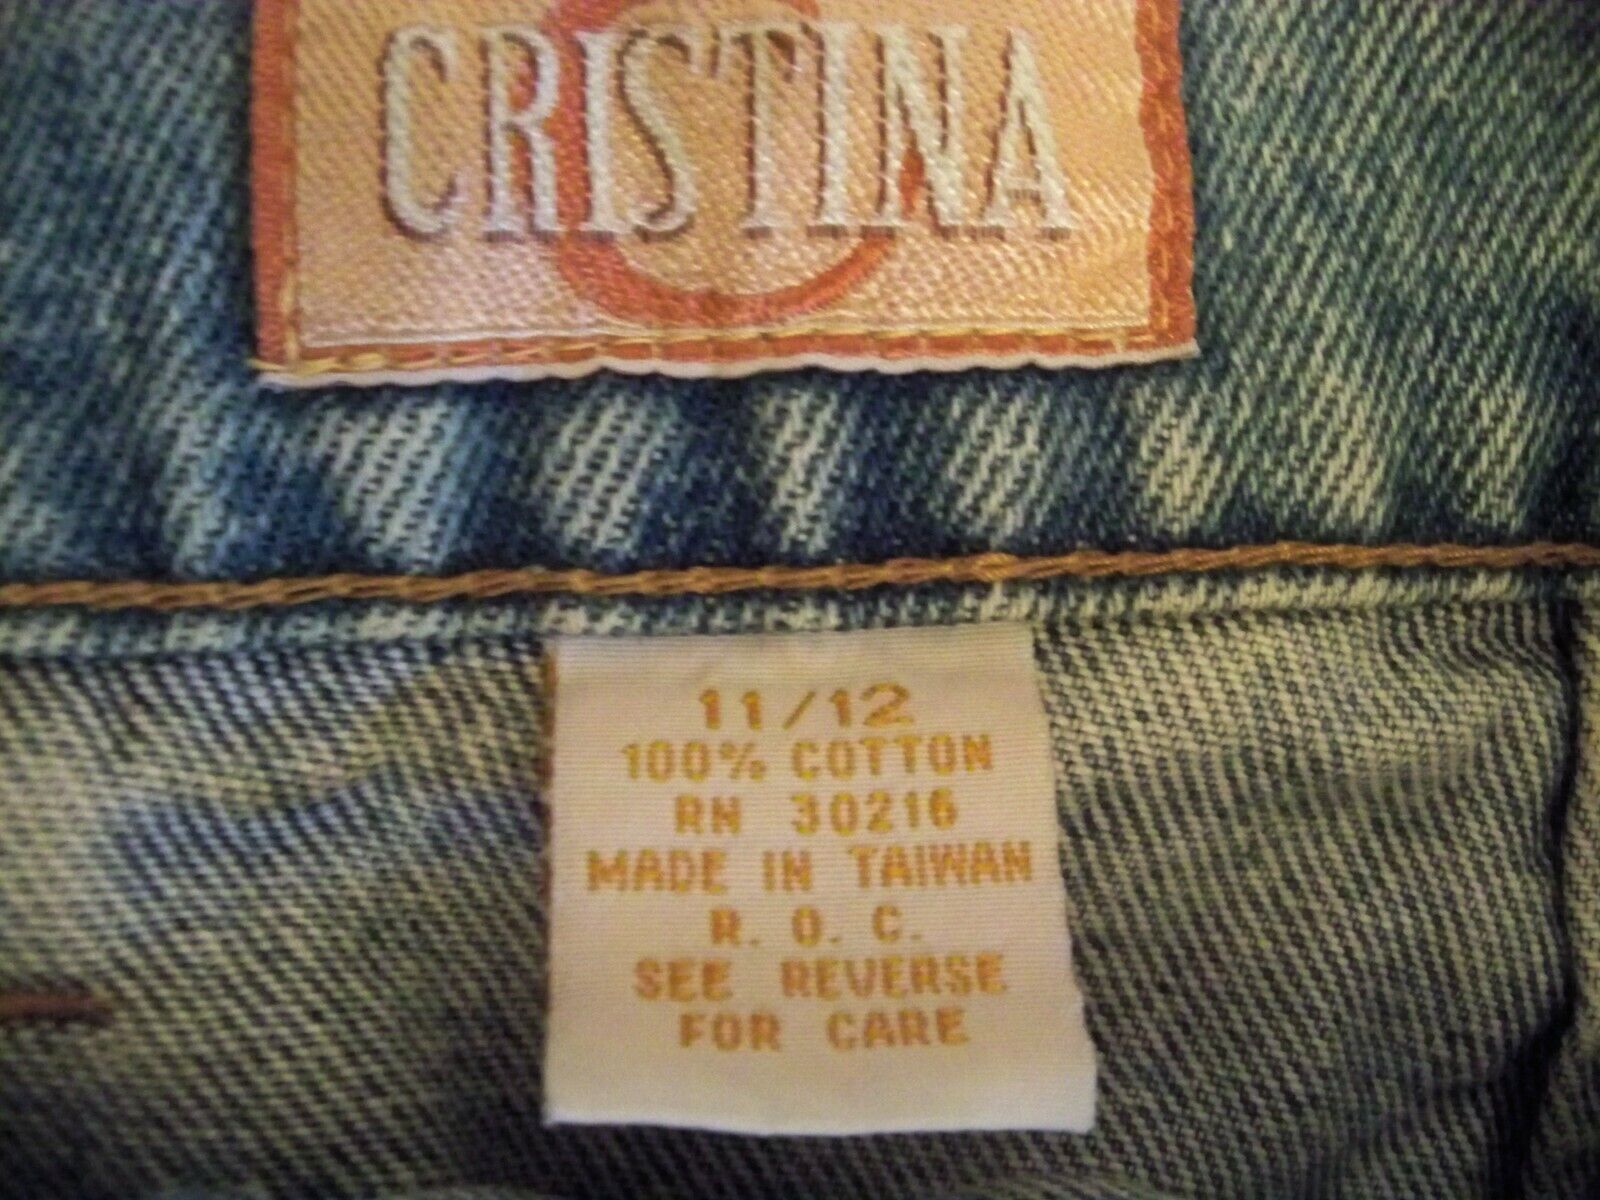 CRISTINA
11/12
100% COTTON
RN 30216
MADE IN TAIWAN
R. O. C.
SEE REVERSE
FOR CARE